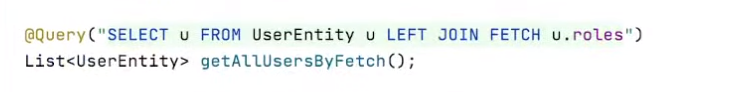 @Query("SELECT u FROM UserEntity u LEFT JOIN FETCH u.roles")
List<UserEntity> getAllUsersByFetch();